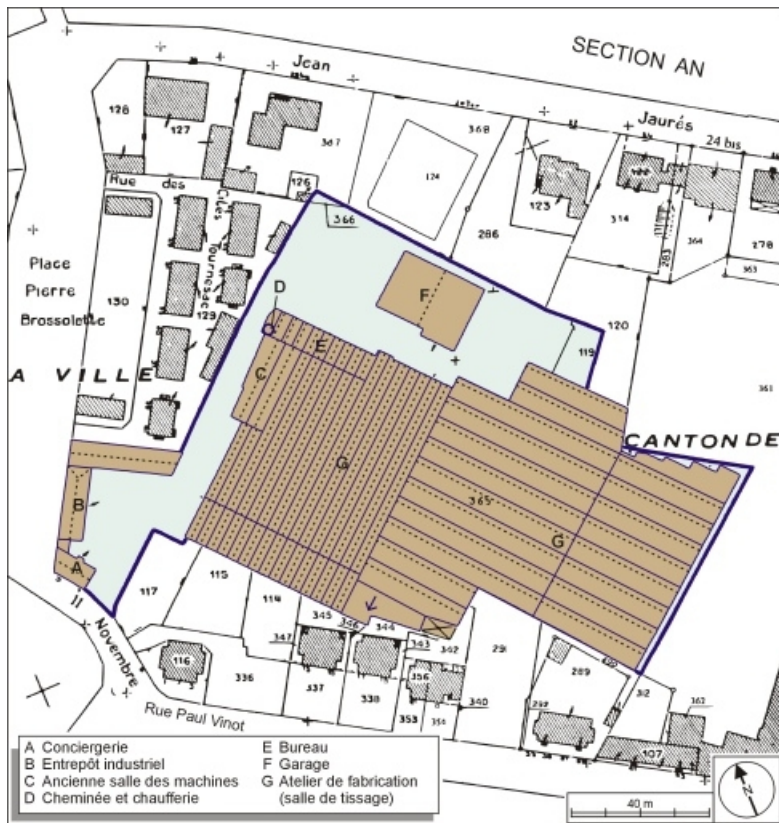 SECTION AN
Jean
Jaurés
24 bis
128
127
367
368
124
126
123
122
314
364
278
363
283
Rue des
Cités
Tournesac
366
286
Place
Pierre
Brossolette
130
129
D
F
E
C
120
119
361
A VILLE
CANTON DE
G
365
G
B
A
11
Novembre
117
115
114
345
346
344
343
342
347
291
116
336
337
338
356
340
353
354
289
292
312
362
107
Rue Paul Vinot
A Conciergerie
B Entrepôt industriel
C Ancienne salle des machines
D Cheminée et chaufferie
E Bureau
F Garage
G Atelier de fabrication
(salle de tissage)
40 m
N